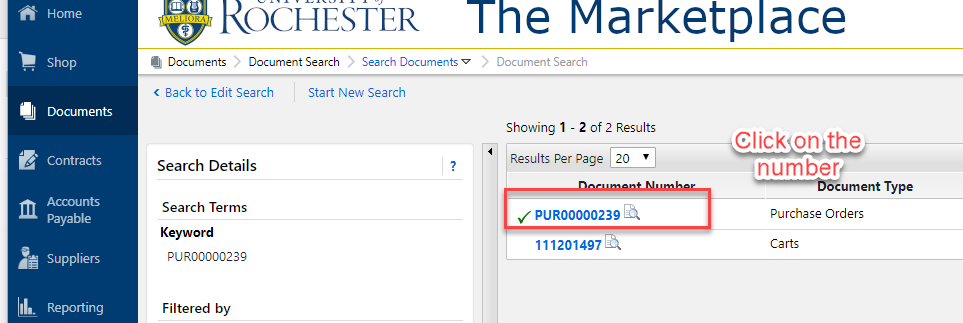 Home
Shop
Documents
Contracts
Accounts
Payable
Suppliers
Reporting
MELIORA
UNIVERSITY of
ROCHESTER
The Marketplace
Documents > Document Search > Search Documents > Document Search
< Back to Edit Search
Start New Search
Search Details
?
Search Terms
Keyword
PUR00000239
Filtered by
Showing 1 - 2 of 2 Results
Results Per Page 20
Click on the
number
Document Number Document Type
PUR00000239 Purchase Orders
111201497 Carts